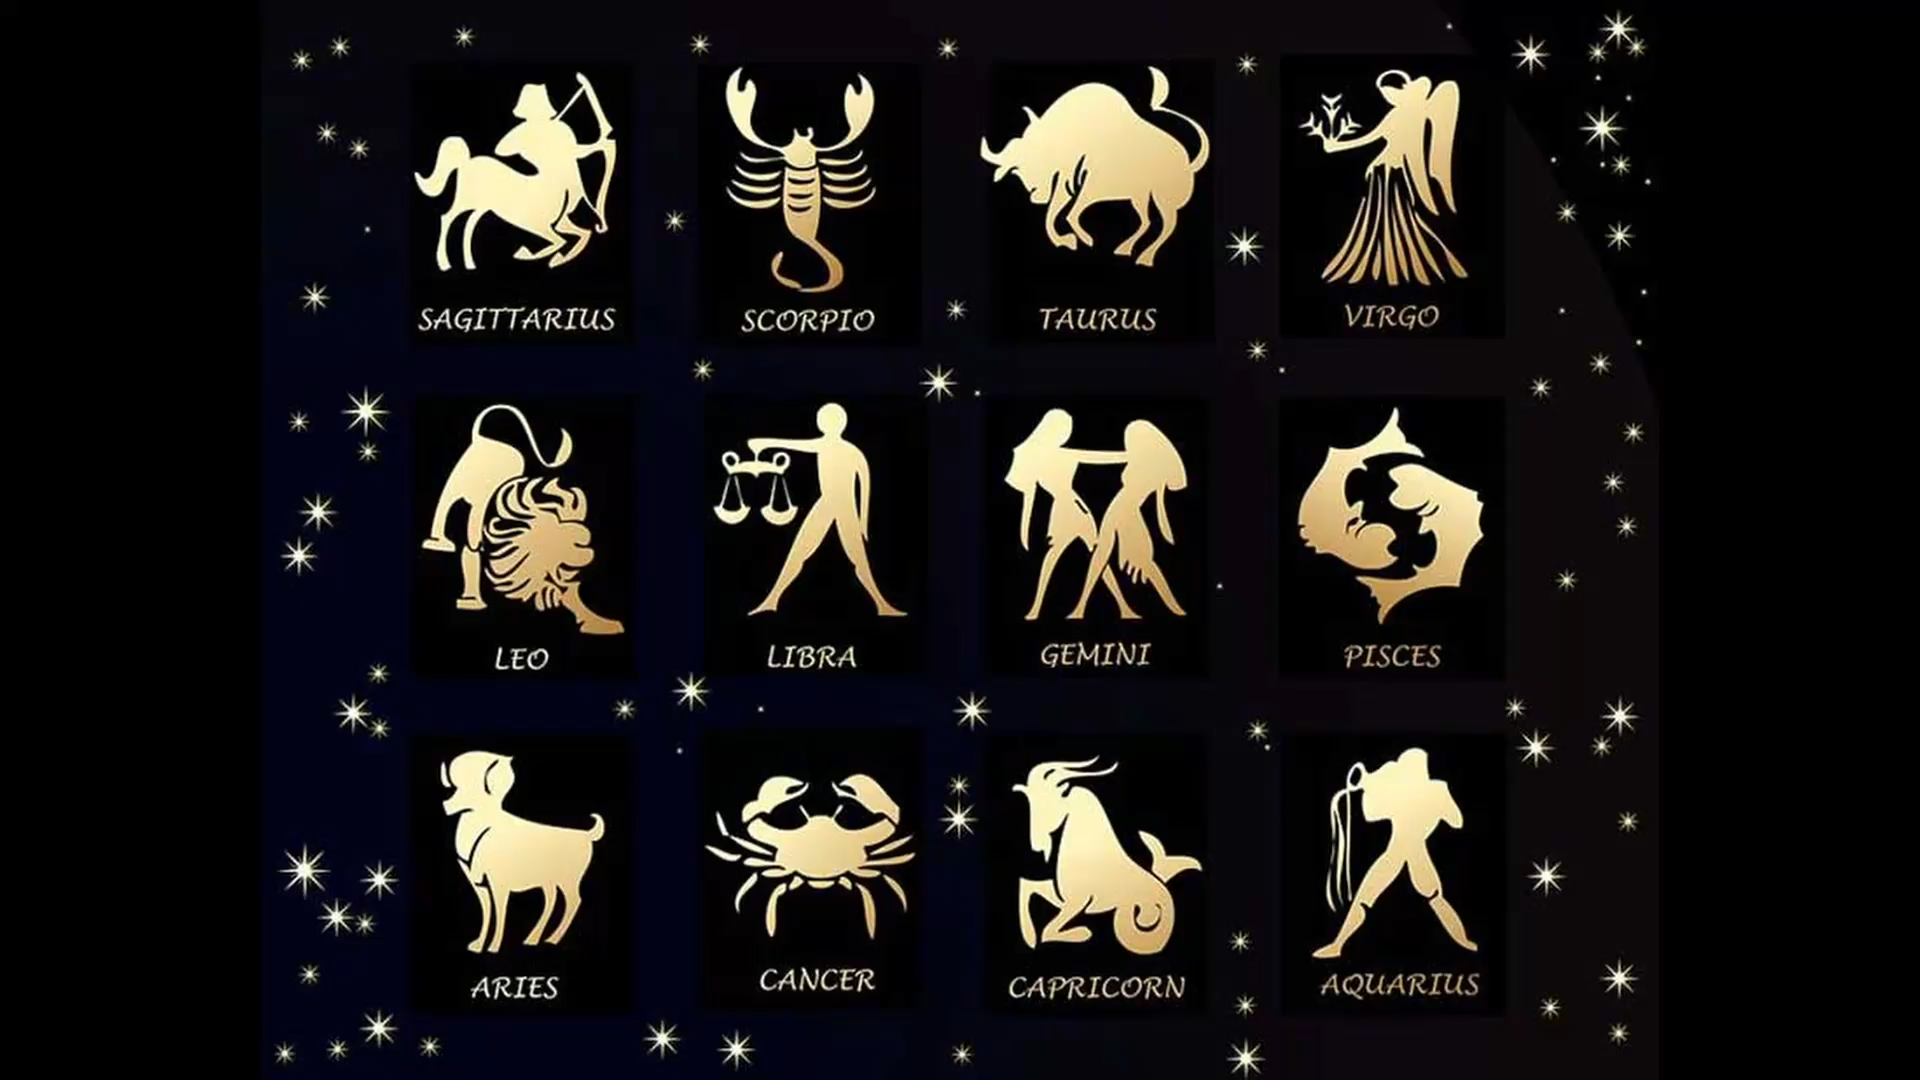 SAGITTARIUS
SCORPIO
TAURUS
VIRGO
LEO
LIBRA
GEMINI
PISCES
ARIES
CANCER
CAPRICORN
AQUARIUS